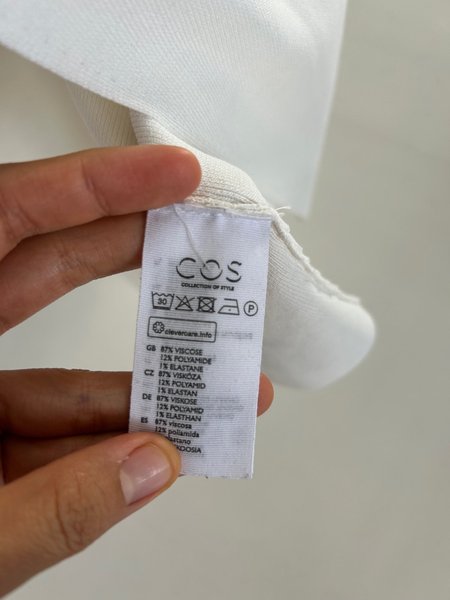 COS
COLLECTION OF STYLE
30 P
clevercare.info
GB 87% VISCOSE
12% POLYAMIDE
1% ELASTANE
CZ 87% VISKÓZA
12% POLYAMID
1% ELASTAN
DE 87% VISKOSE
12% POLYAMID
1% ELASTHAN
ES 87% viscosa
12% poliamida
elastano